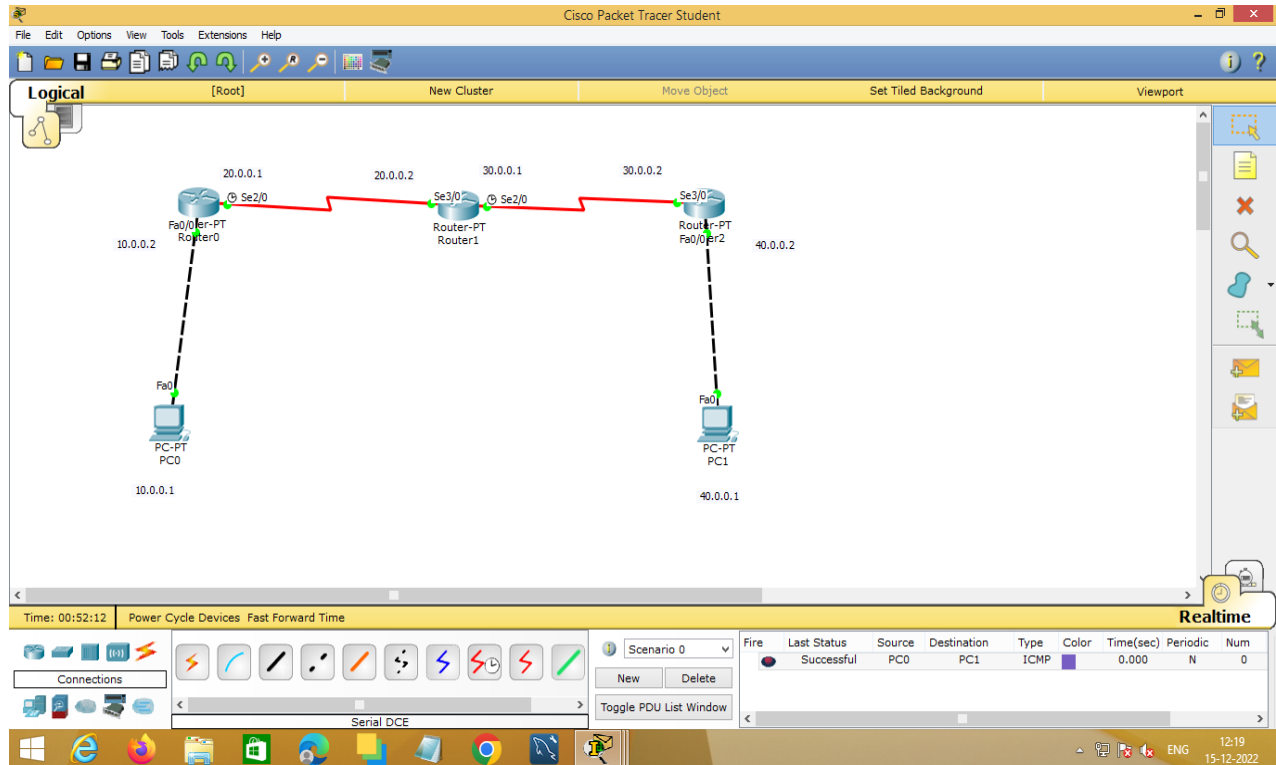 Cisco Packet Tracer Student
File Edit Options View Tools Extensions Help
Logical [Root] New Cluster Move Object Set Tiled Background Viewport
20.0.0.1 20.0.0.2 30.0.0.1 30.0.0.2
Se2/0 Se3/0 Se2/0 Se3/0
Fa0/0er-PT
Router0
Router-PT
Router1
Router-PT
Fa0/0er2
10.0.0.2 40.0.0.2
Fa0 Fa0
PC-PT
PC0
PC-PT
PC1
10.0.0.1 40.0.0.1
Time: 00:52:12 Power Cycle Devices Fast Forward Time Realtime
Connections
Serial DCE
Scenario 0
New Delete
Toggle PDU List Window
Fire Last Status Source Destination Type Color Time(sec) Periodic Num
Successful PC0 PC1 ICMP 0.000 N 0
ENG 12:19
15-12-2022